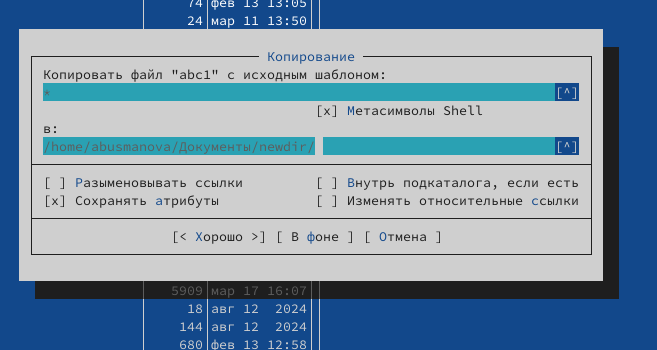 74 фев 13 13:05
24 мар 11 13:50
Копирование
Копировать файл "abc1" с исходным шаблоном:
* [^]
[x] Метасимволы Shell
в:
/home/abusmanova/Документы/newdir/ [^]
[ ] Разыменовывать ссылки [ ] Внутрь подкаталога, если есть
[x] Сохранять атрибуты [ ] Изменять относительные ссылки
[< Хорошо >] [ В фоне ] [ Отмена ]
5909 мар 17 16:07
18 авг 12 2024
144 авг 12 2024
680 фев 13 12:58